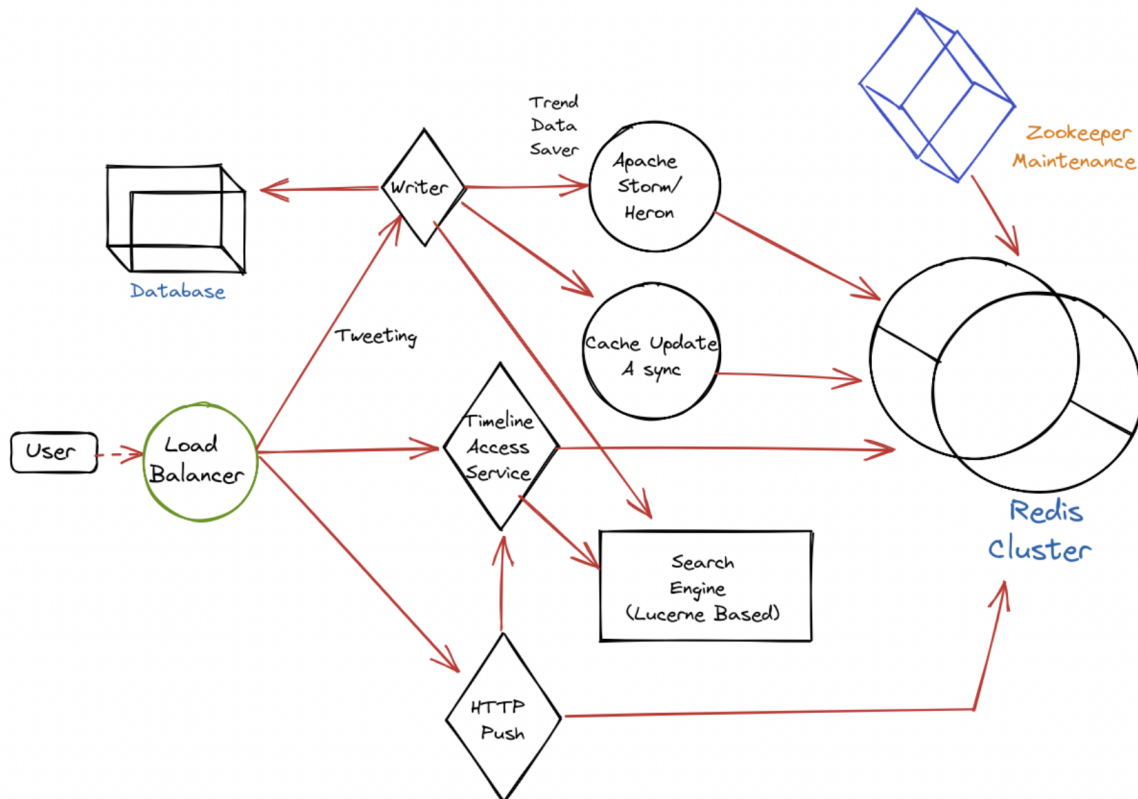 Trend
Data
Saver
Apache
Storm/
Heron
Zookeeper
Maintenance
Writer
Database
Tweeting
Cache Update
A sync
User
Load
Balancer
Timeline
Access
Service
Redis
Cluster
Search
Engine
(Lucerne Based)
HTTP
Push